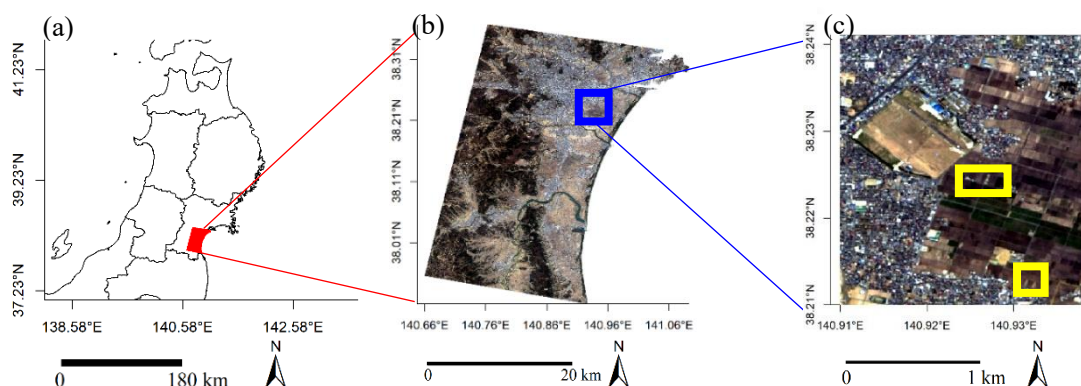 (a)
41.23°N
39.23°N
37.23°N
138.58°E 140.58°E 142.58°E
0 180 km
N
(b)
38.31°N
38.21°N
38.11°N
38.01°N
140.66°E 140.76°E 140.86°E 140.96°E 141.06°E
0 20 km
N
(c)
38.24°N
38.23°N
38.22°N
38.21°N
140.91°E 140.92°E 140.93°E
0 1 km
N